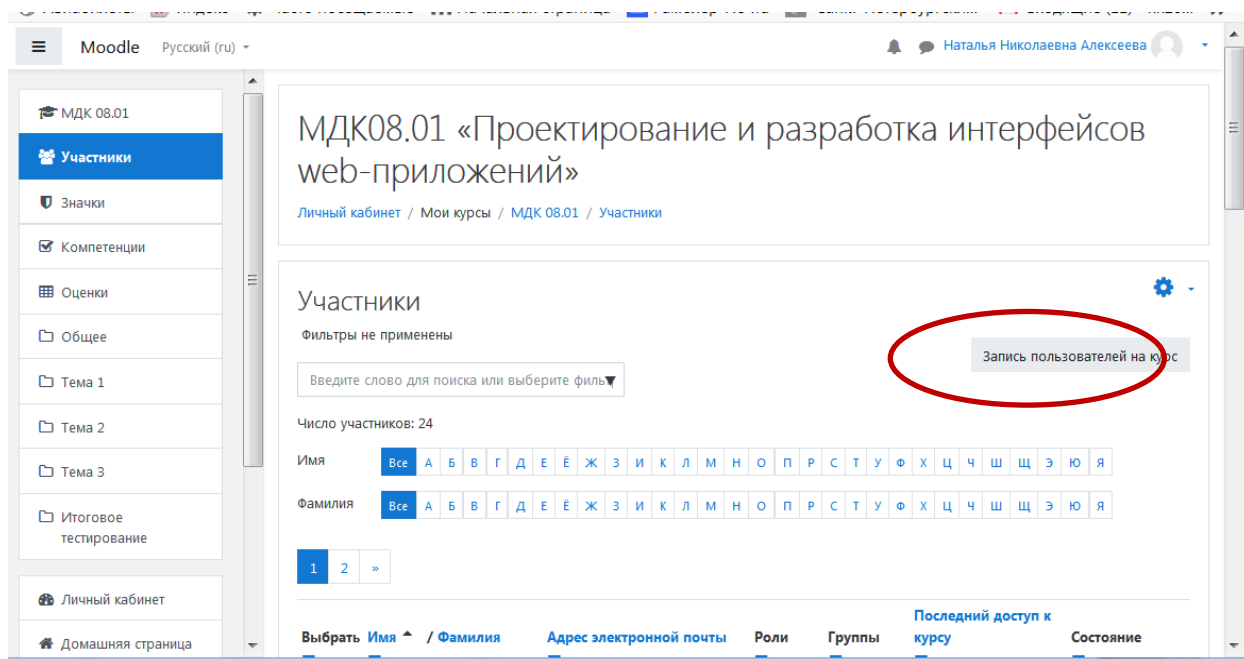 Moodle Русский (ru) Наталья Николаевна Алексеева
МДК 08.01
Участники
Значки
Компетенции
Оценки
Общее
Тема 1
Тема 2
Тема 3
Итоговое
тестирование
Личный кабинет
Домашняя страница
МДК08.01 «Проектирование и разработка интерфейсов
web-приложений»
Личный кабинет / Мои курсы / МДК 08.01 / Участники
Участники
Фильтры не применены
Запись пользователей на курс
Введите слово для поиска или выберите филь
Число участников: 24
Имя Все А Б В Г Д Е Ё Ж З И К Л М Н О П Р С Т У Ф Х Ц Ч Ш Щ Э Ю Я
Фамилия Все А Б В Г Д Е Ё Ж З И К Л М Н О П Р С Т У Ф Х Ц Ч Ш Щ Э Ю Я
1 2 »
Выбрать Имя / Фамилия Адрес электронной почты Роли Группы Последний доступ к
курсу Состояние